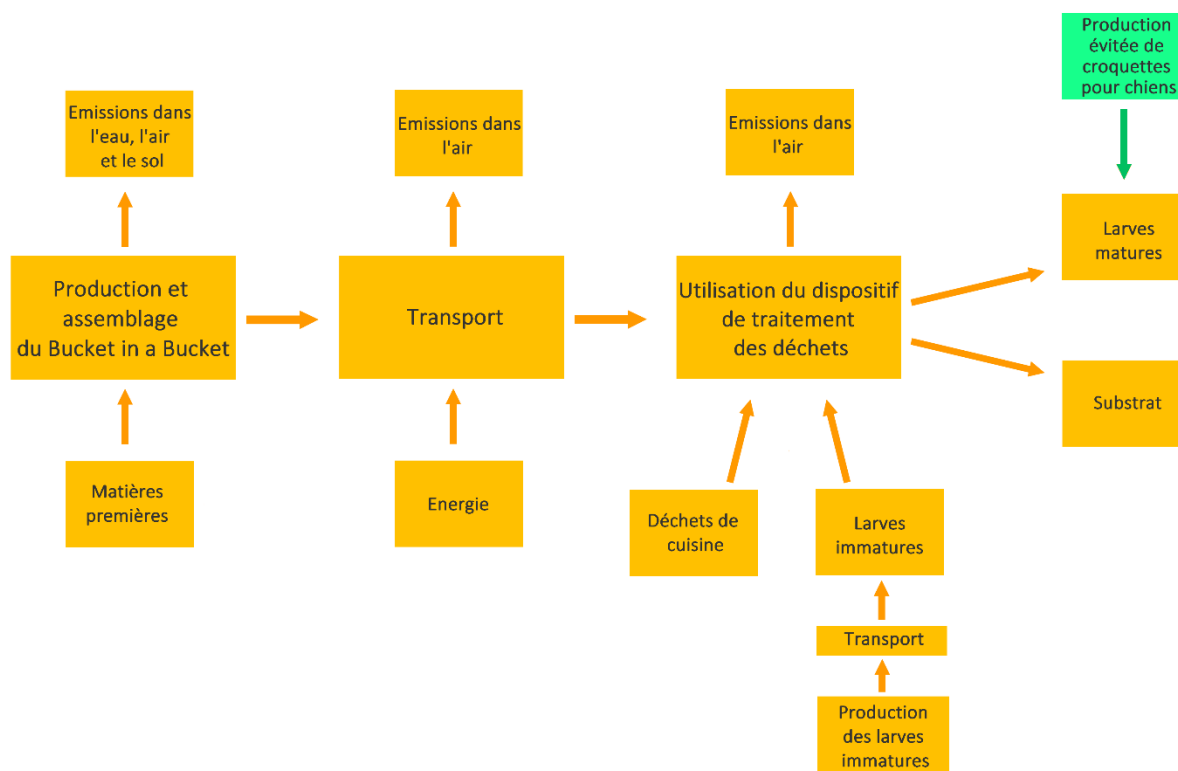 Production
évitée de
croquettes
pour chiens
Emissions dans
l'eau, l'air
et le sol
Emissions dans
l'air
Emissions dans
l'air
Larves
matures
Production et
assemblage
du Bucket in a Bucket
Transport
Utilisation du dispositif
de traitement
des déchets
Substrat
Matières
premières
Energie
Déchets de
cuisine
Larves
immatures
Transport
Production
des larves
immatures